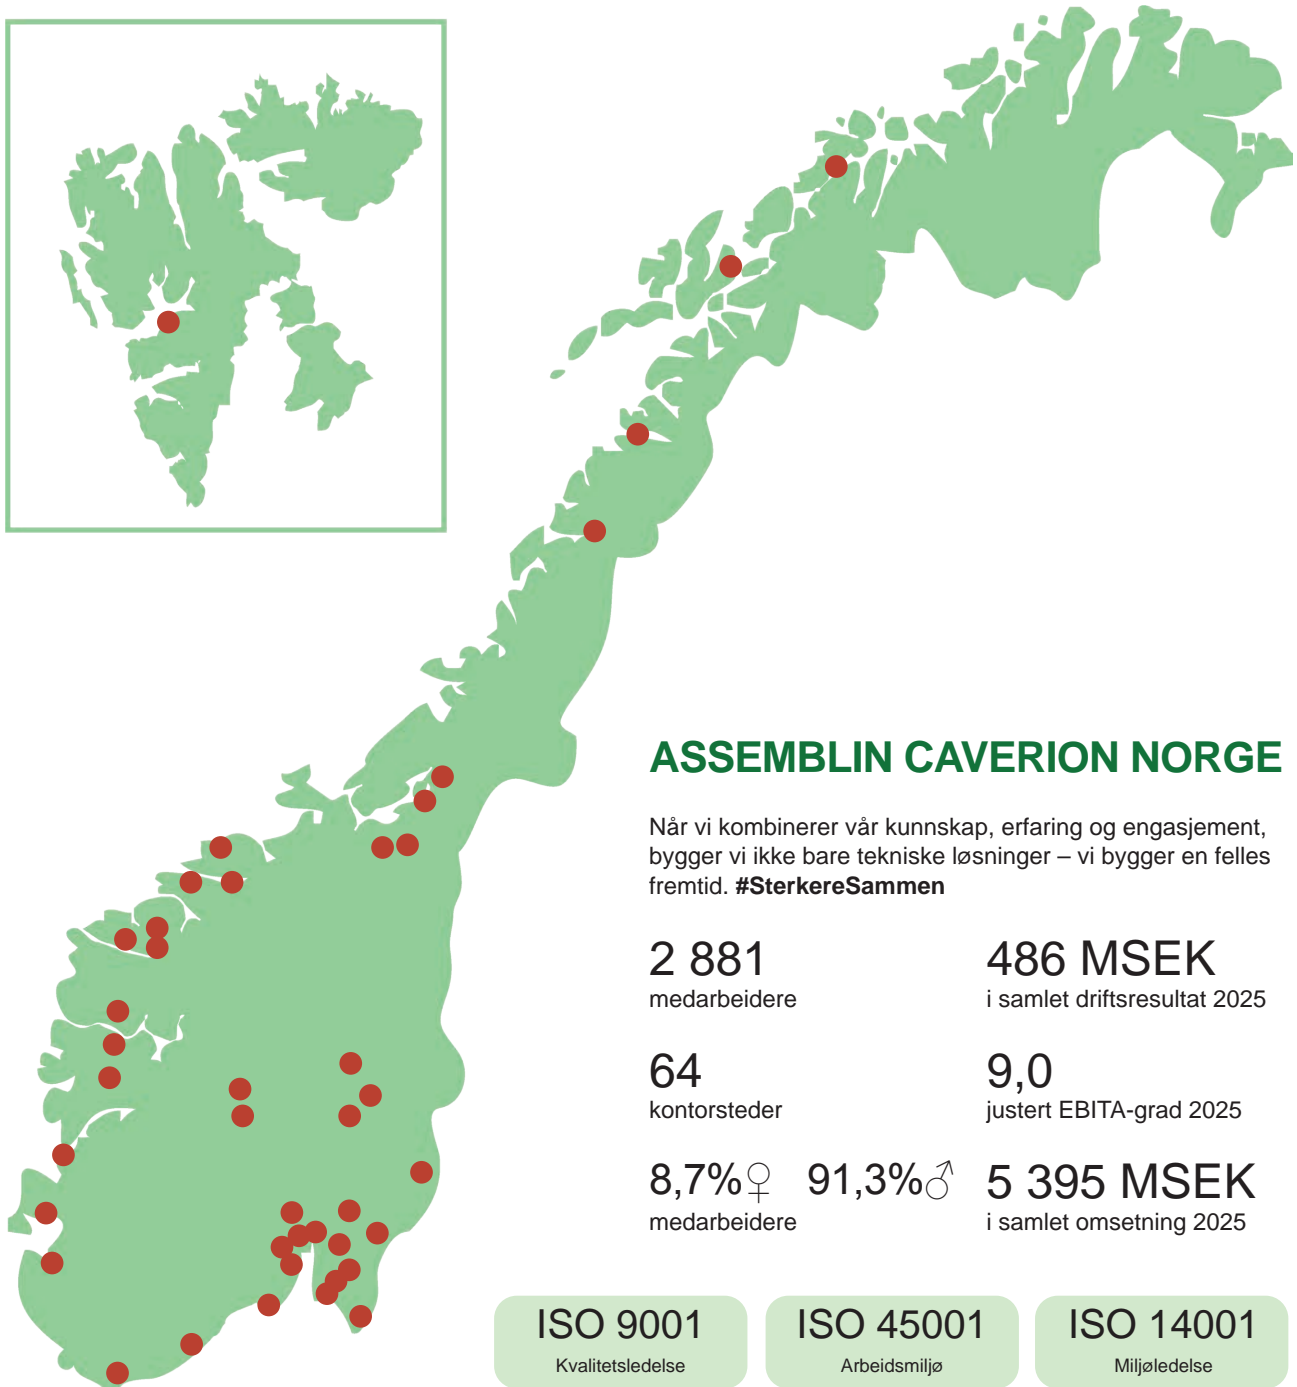 ASSEMBLIN CAVERION NORGE
Når vi kombinerer vår kunnskap, erfaring og engasjement,
bygger vi ikke bare tekniske løsninger – vi bygger en felles
fremtid. #SterkereSammen
2 881
medarbeidere
486 MSEK
i samlet driftsresultat 2025
64
kontorsteder
9,0
justert EBITA-grad 2025
8,7%♀ 91,3%♂
medarbeidere
5 395 MSEK
i samlet omsetning 2025
ISO 9001
Kvalitetsledelse
ISO 45001
Arbeidsmiljø
ISO 14001
Miljøledelse